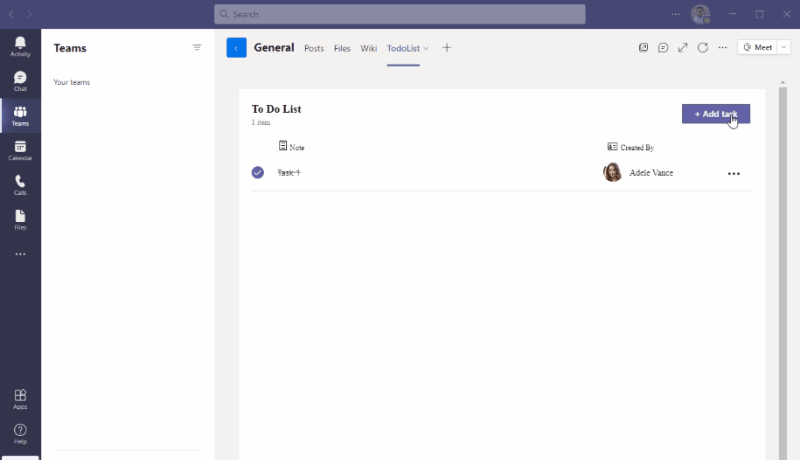 Search
Activity
Chat
Teams
Calendar
Calls
Files
Apps
Help
Teams
Your teams
General Posts Files Wiki TodoList
Meet
To Do List
1 item
+ Add task
Note Created By
Task 1 Adele Vance